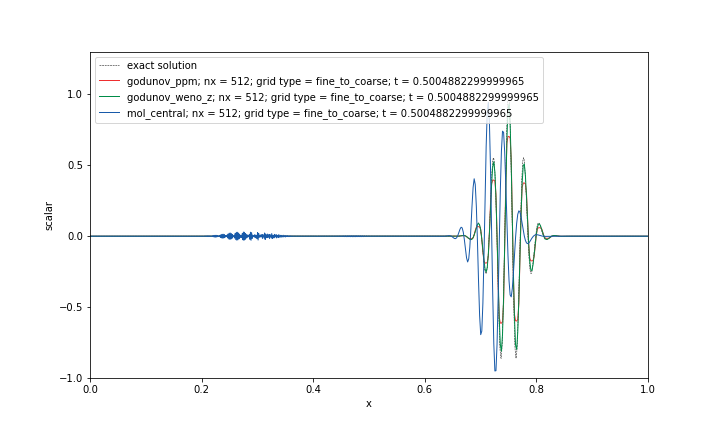 exact solution
godunov_ppm; nx = 512; grid type = fine_to_coarse; t = 0.5004882299999965
godunov_weno_z; nx = 512; grid type = fine_to_coarse; t = 0.5004882299999965
mol_central; nx = 512; grid type = fine_to_coarse; t = 0.5004882299999965
1.0
0.5
0.0
−0.5
−1.0
scalar
0.0 0.2 0.4 0.6 0.8 1.0
x